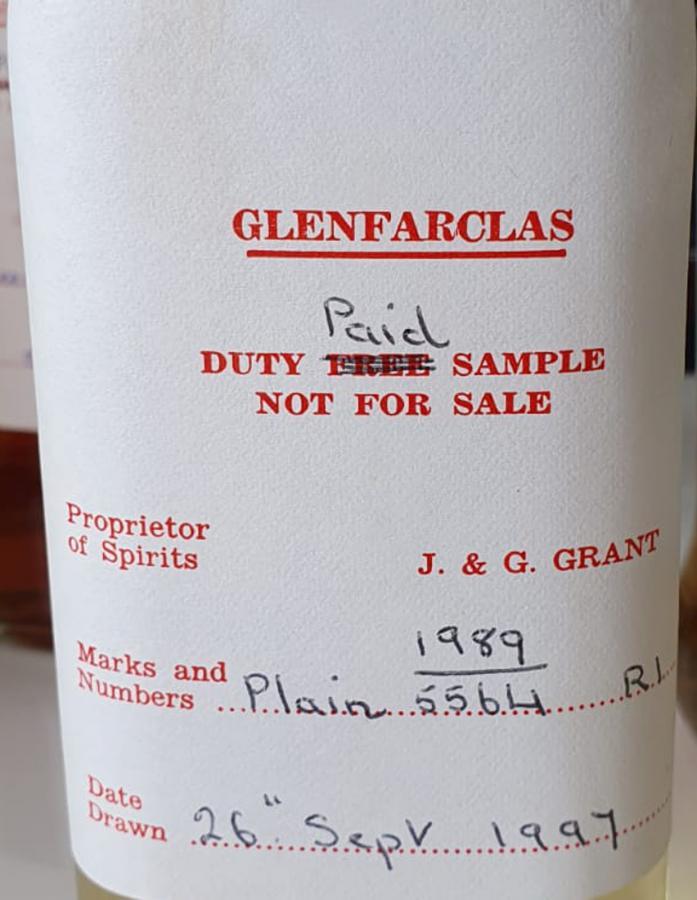 GLENFARCLAS
Paid
DUTY FREE SAMPLE
NOT FOR SALE
Proprietor
of Spirits
J. & G. GRANT
1989
Marks and
Numbers Plain 5564 R.I.
Date
Drawn 26" Sept 1997